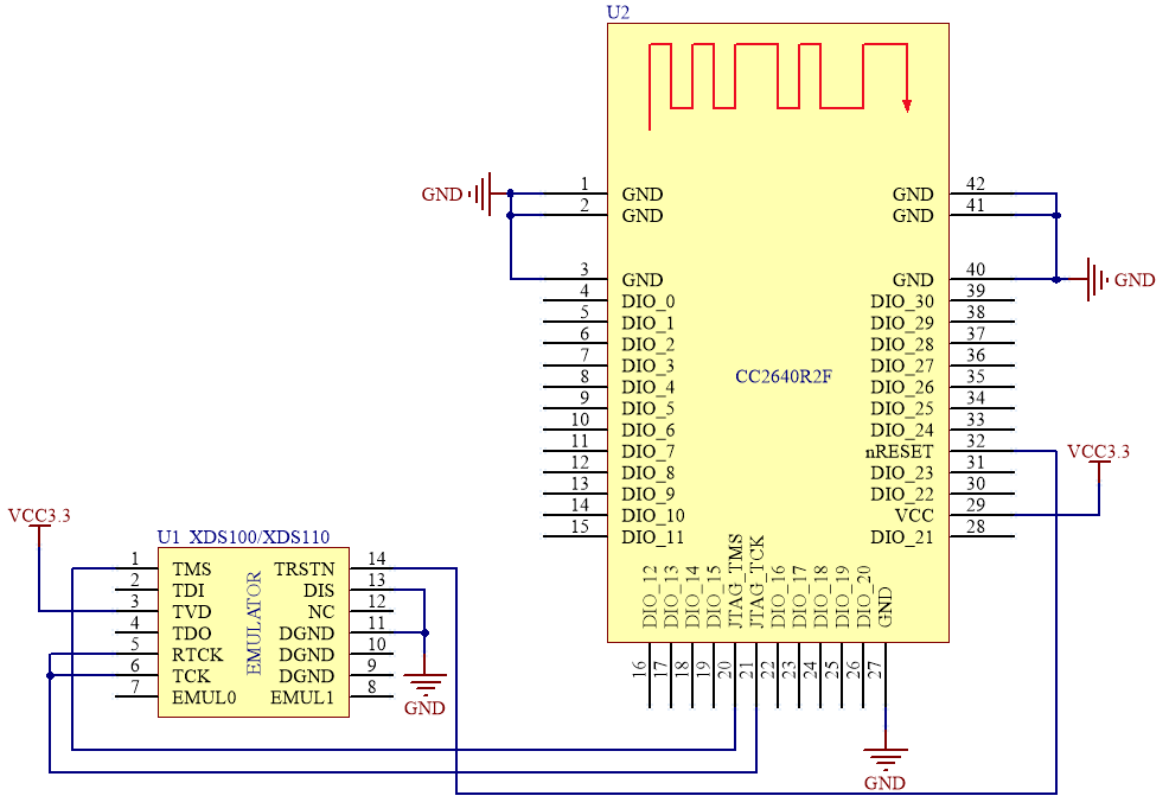 U2
1 GND GND 42
GND 2 GND GND 41
3 GND GND 40 GND
4 DIO_0 DIO_30 39
5 DIO_1 DIO_29 38
6 DIO_2 DIO_28 37
7 DIO_3 DIO_27 36
8 DIO_4 CC2640R2F DIO_26 35
9 DIO_5 DIO_25 34
10 DIO_6 DIO_24 33
11 DIO_7 nRESET 32 VCC3.3
12 DIO_8 DIO_23 31
13 DIO_9 DIO_22 30
14 DIO_10 VCC 29
15 DIO_11 DIO_21 28
DIO_12
DIO_13
DIO_14
DIO_15
JTAG_TMS
JTAG_TCK
DIO_16
DIO_17
DIO_18
DIO_19
DIO_20
GND
16
17
18
19
20
21
22
23
24
25
26
27
GND
VCC3.3
U1 XDS100/XDS110
1 TMS TRSTN 14
2 TDI DIS 13
3 TVD NC 12
4 TDO DGND 11
5 RTCK DGND 10
6 TCK DGND 9
7 EMUL0 EMUL1 8
EMULATOR
GND